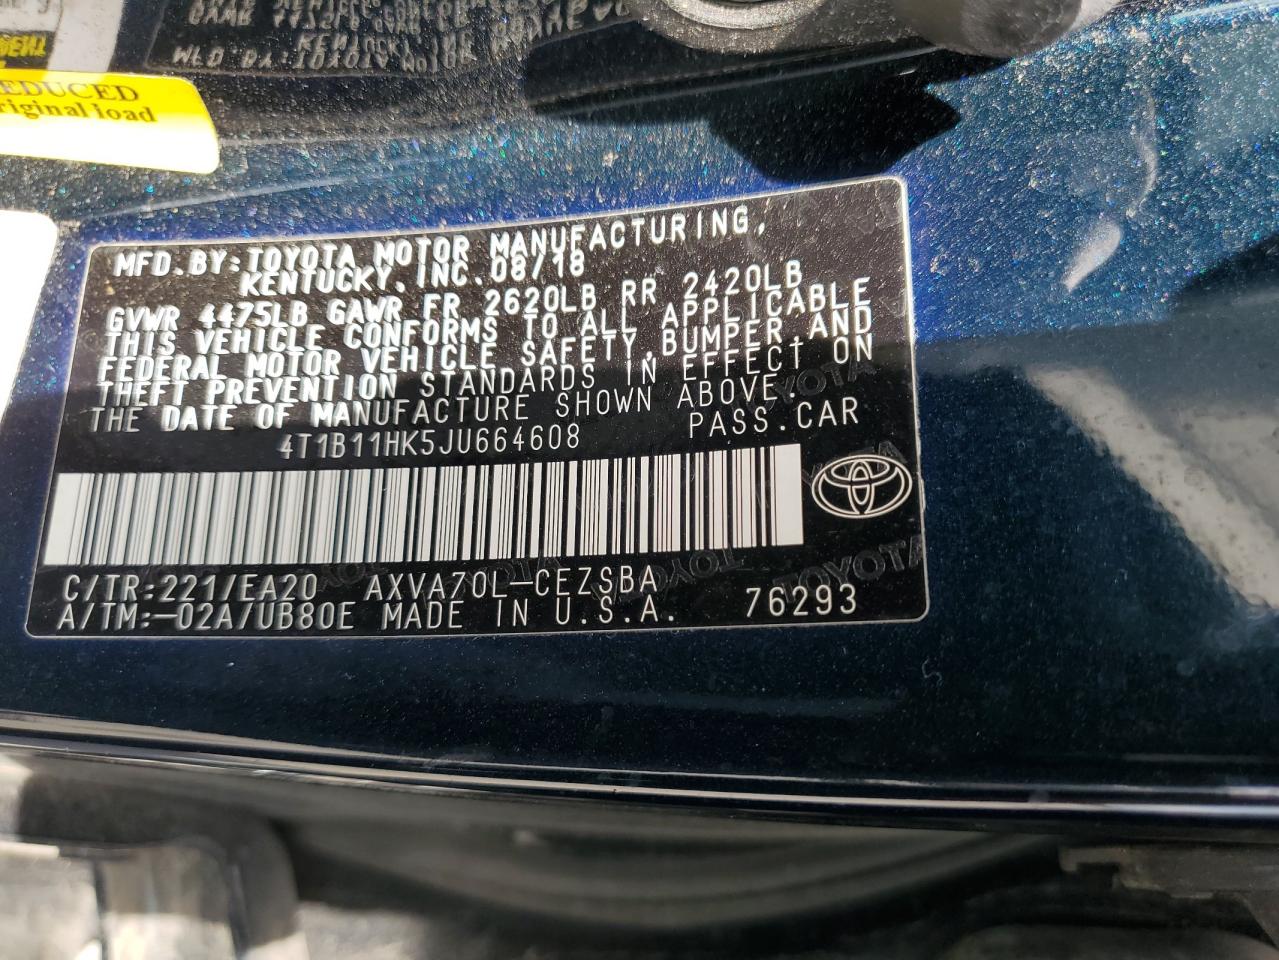 REDUCED
original load
MFD.BY:TOYOTA MOTOR MANUFACTURING,
KENTUCKY, INC.08/18
GVWR 4475LB GAWR FR 2620LB RR 2420LB
THIS VEHICLE CONFORMS TO ALL APPLICABLE
FEDERAL MOTOR VEHICLE SAFETY,BUMPER,AND
THEFT PREVENTION STANDARDS IN EFFECT ON
THE DATE OF MANUFACTURE SHOWN ABOVE.
4T1B11HK5JU664608 PASS.CAR
C/TR:221/EA20 AXVA70L-CEZSBA
A/TM:-02A/UB80E MADE IN U.S.A. 76293
TOYOTA
TOYOTA
TOYOTA